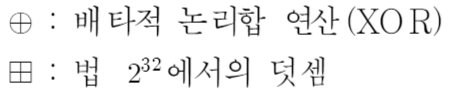 ⊕ : 배타적 논리합 연산(XOR)
⊞ : 법 2³²에서의 덧셈